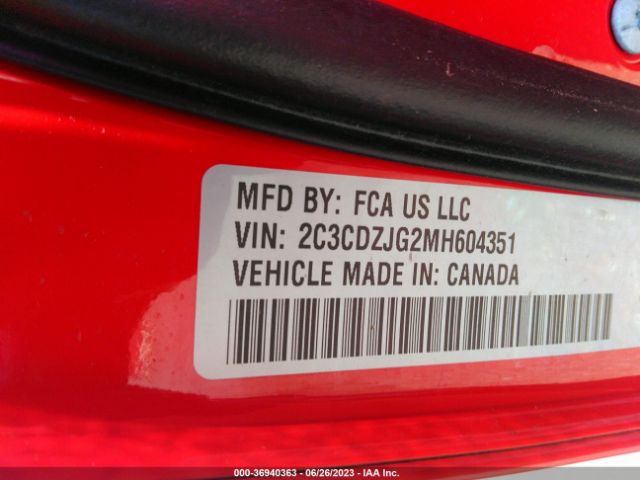 MFD BY: FCA US LLC
VIN: 2C3CDZJG2MH604351
VEHICLE MADE IN: CANADA
000-36940363 - 06/26/2023 - IAA Inc.